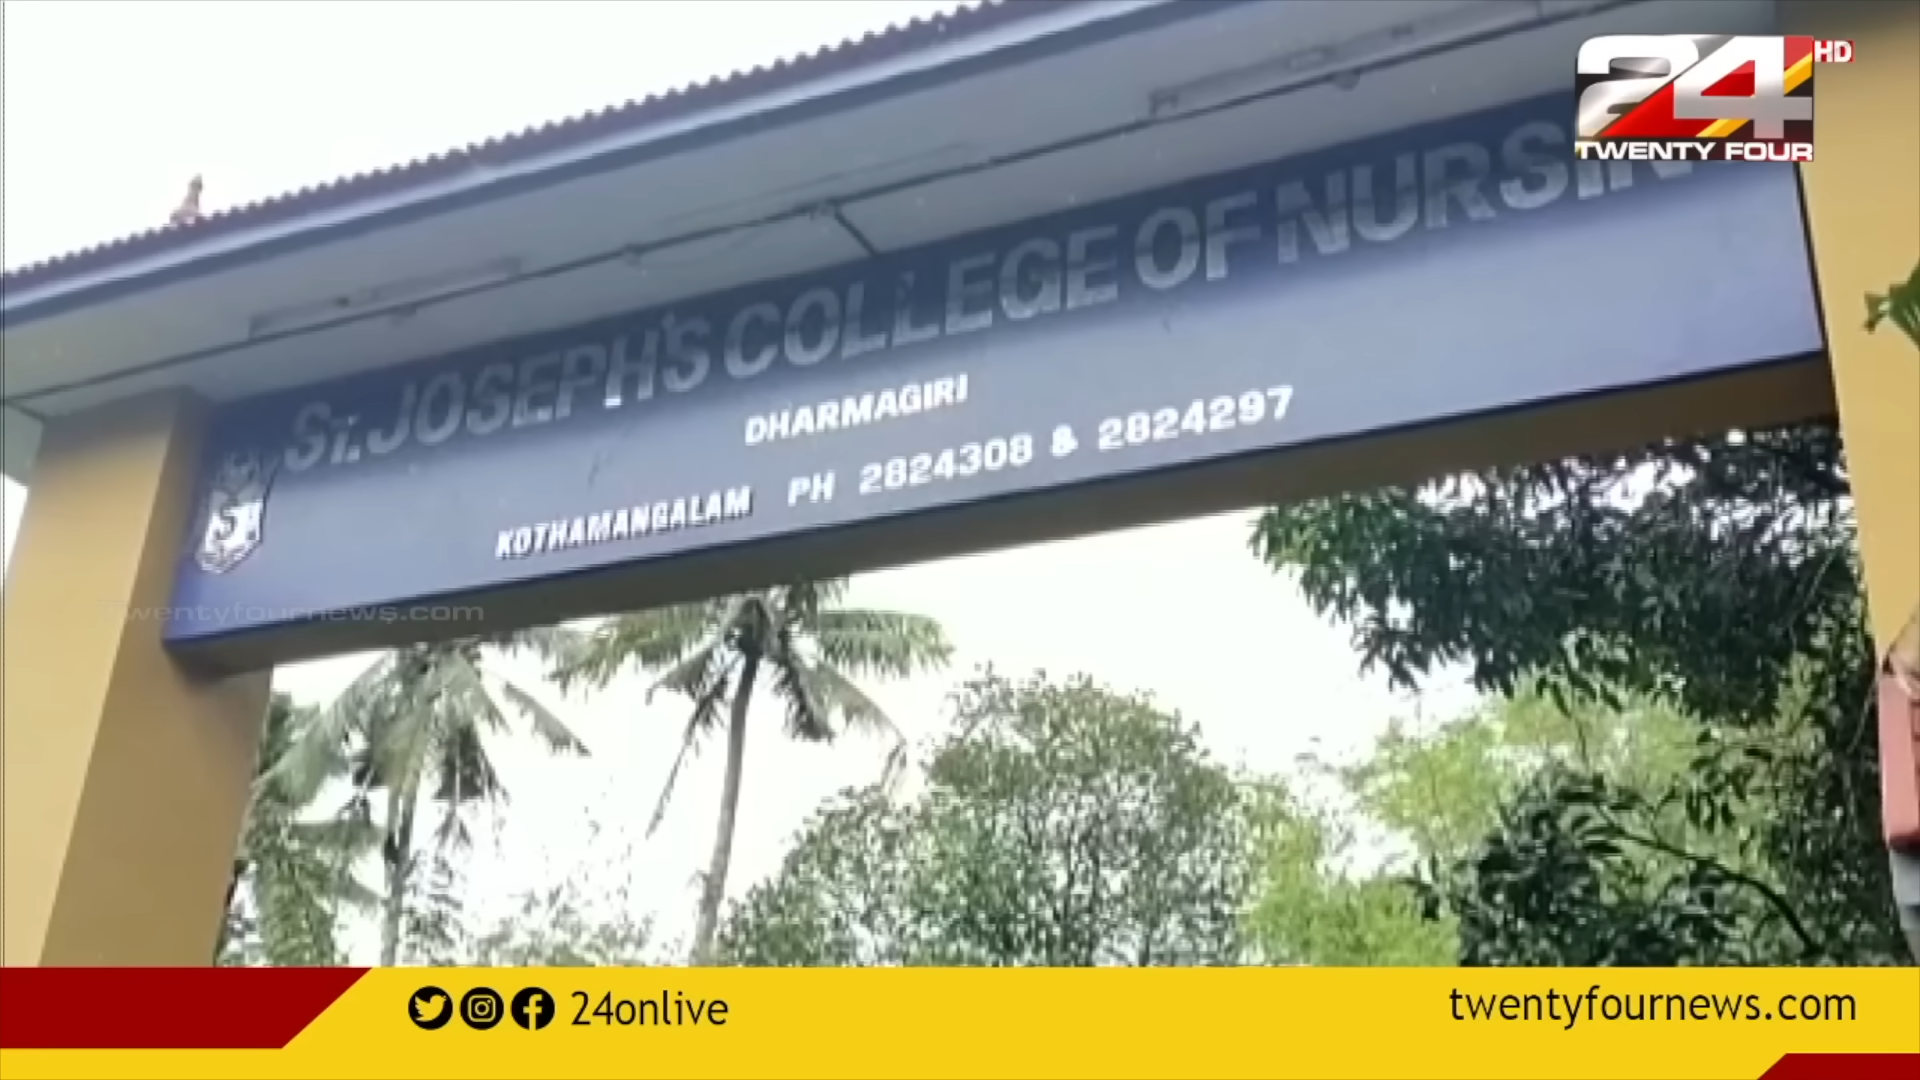 24 HD
TWENTY FOUR
ST. JOSEPH'S COLLEGE OF NURSIN
DHARMAGIRI
KOTHAMANGALAM PH 2824308 & 2824297
Twentyfournews.com
24onlive
twentyfournews.com